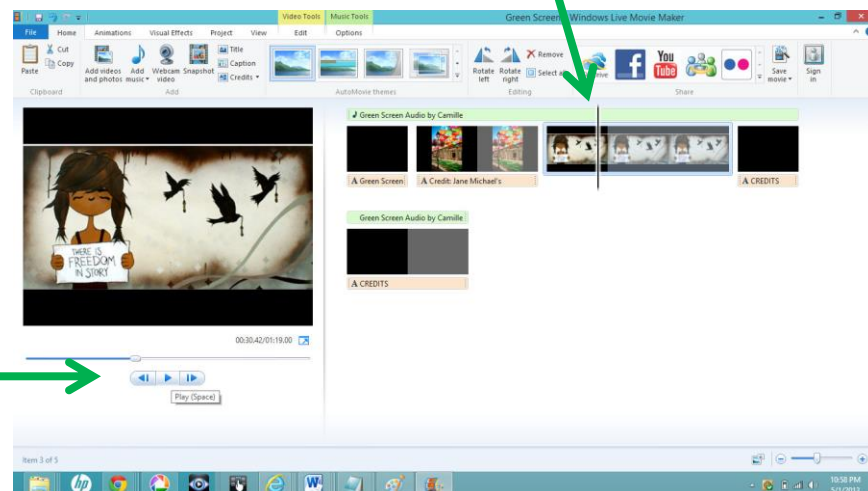 Video Tools Music Tools Green Screen - Windows Live Movie Maker
File Home Animations Visual Effects Project View Edit Options
Paste
Cut
Copy
Add videos and photos
Add music
Webcam video
Snapshot
Title
Caption
Credits
Rotate left
Rotate right
Remove
Select
You Tube
Save movie
Sign in
Clipboard Add AutoMovie themes Editing Share
Green Screen Audio by Camille
A Green Screen A Credit: Jane Michael's A CREDITS
Green Screen Audio by Camille
A CREDITS
THERE IS
FREEDOM
IN STORY
00:30.42/01:19.00
Play (Space)
Item 3 of 5
10:58 PM